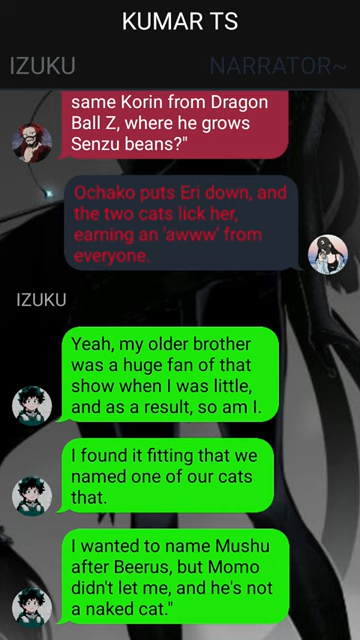 KUMAR TS
IZUKU
NARRATOR~
same Korin from Dragon
Ball Z, where he grows
Senzu beans?"
Ochako puts Eri down, and
the two cats lick her,
earning an 'awww' from
everyone.
IZUKU
Yeah, my older brother
was a huge fan of that
show when I was little,
and as a result, so am I.
I found it fitting that we
named one of our cats
that.
I wanted to name Mushu
after Beerus, but Momo
didn't let me, and he's not
a naked cat."